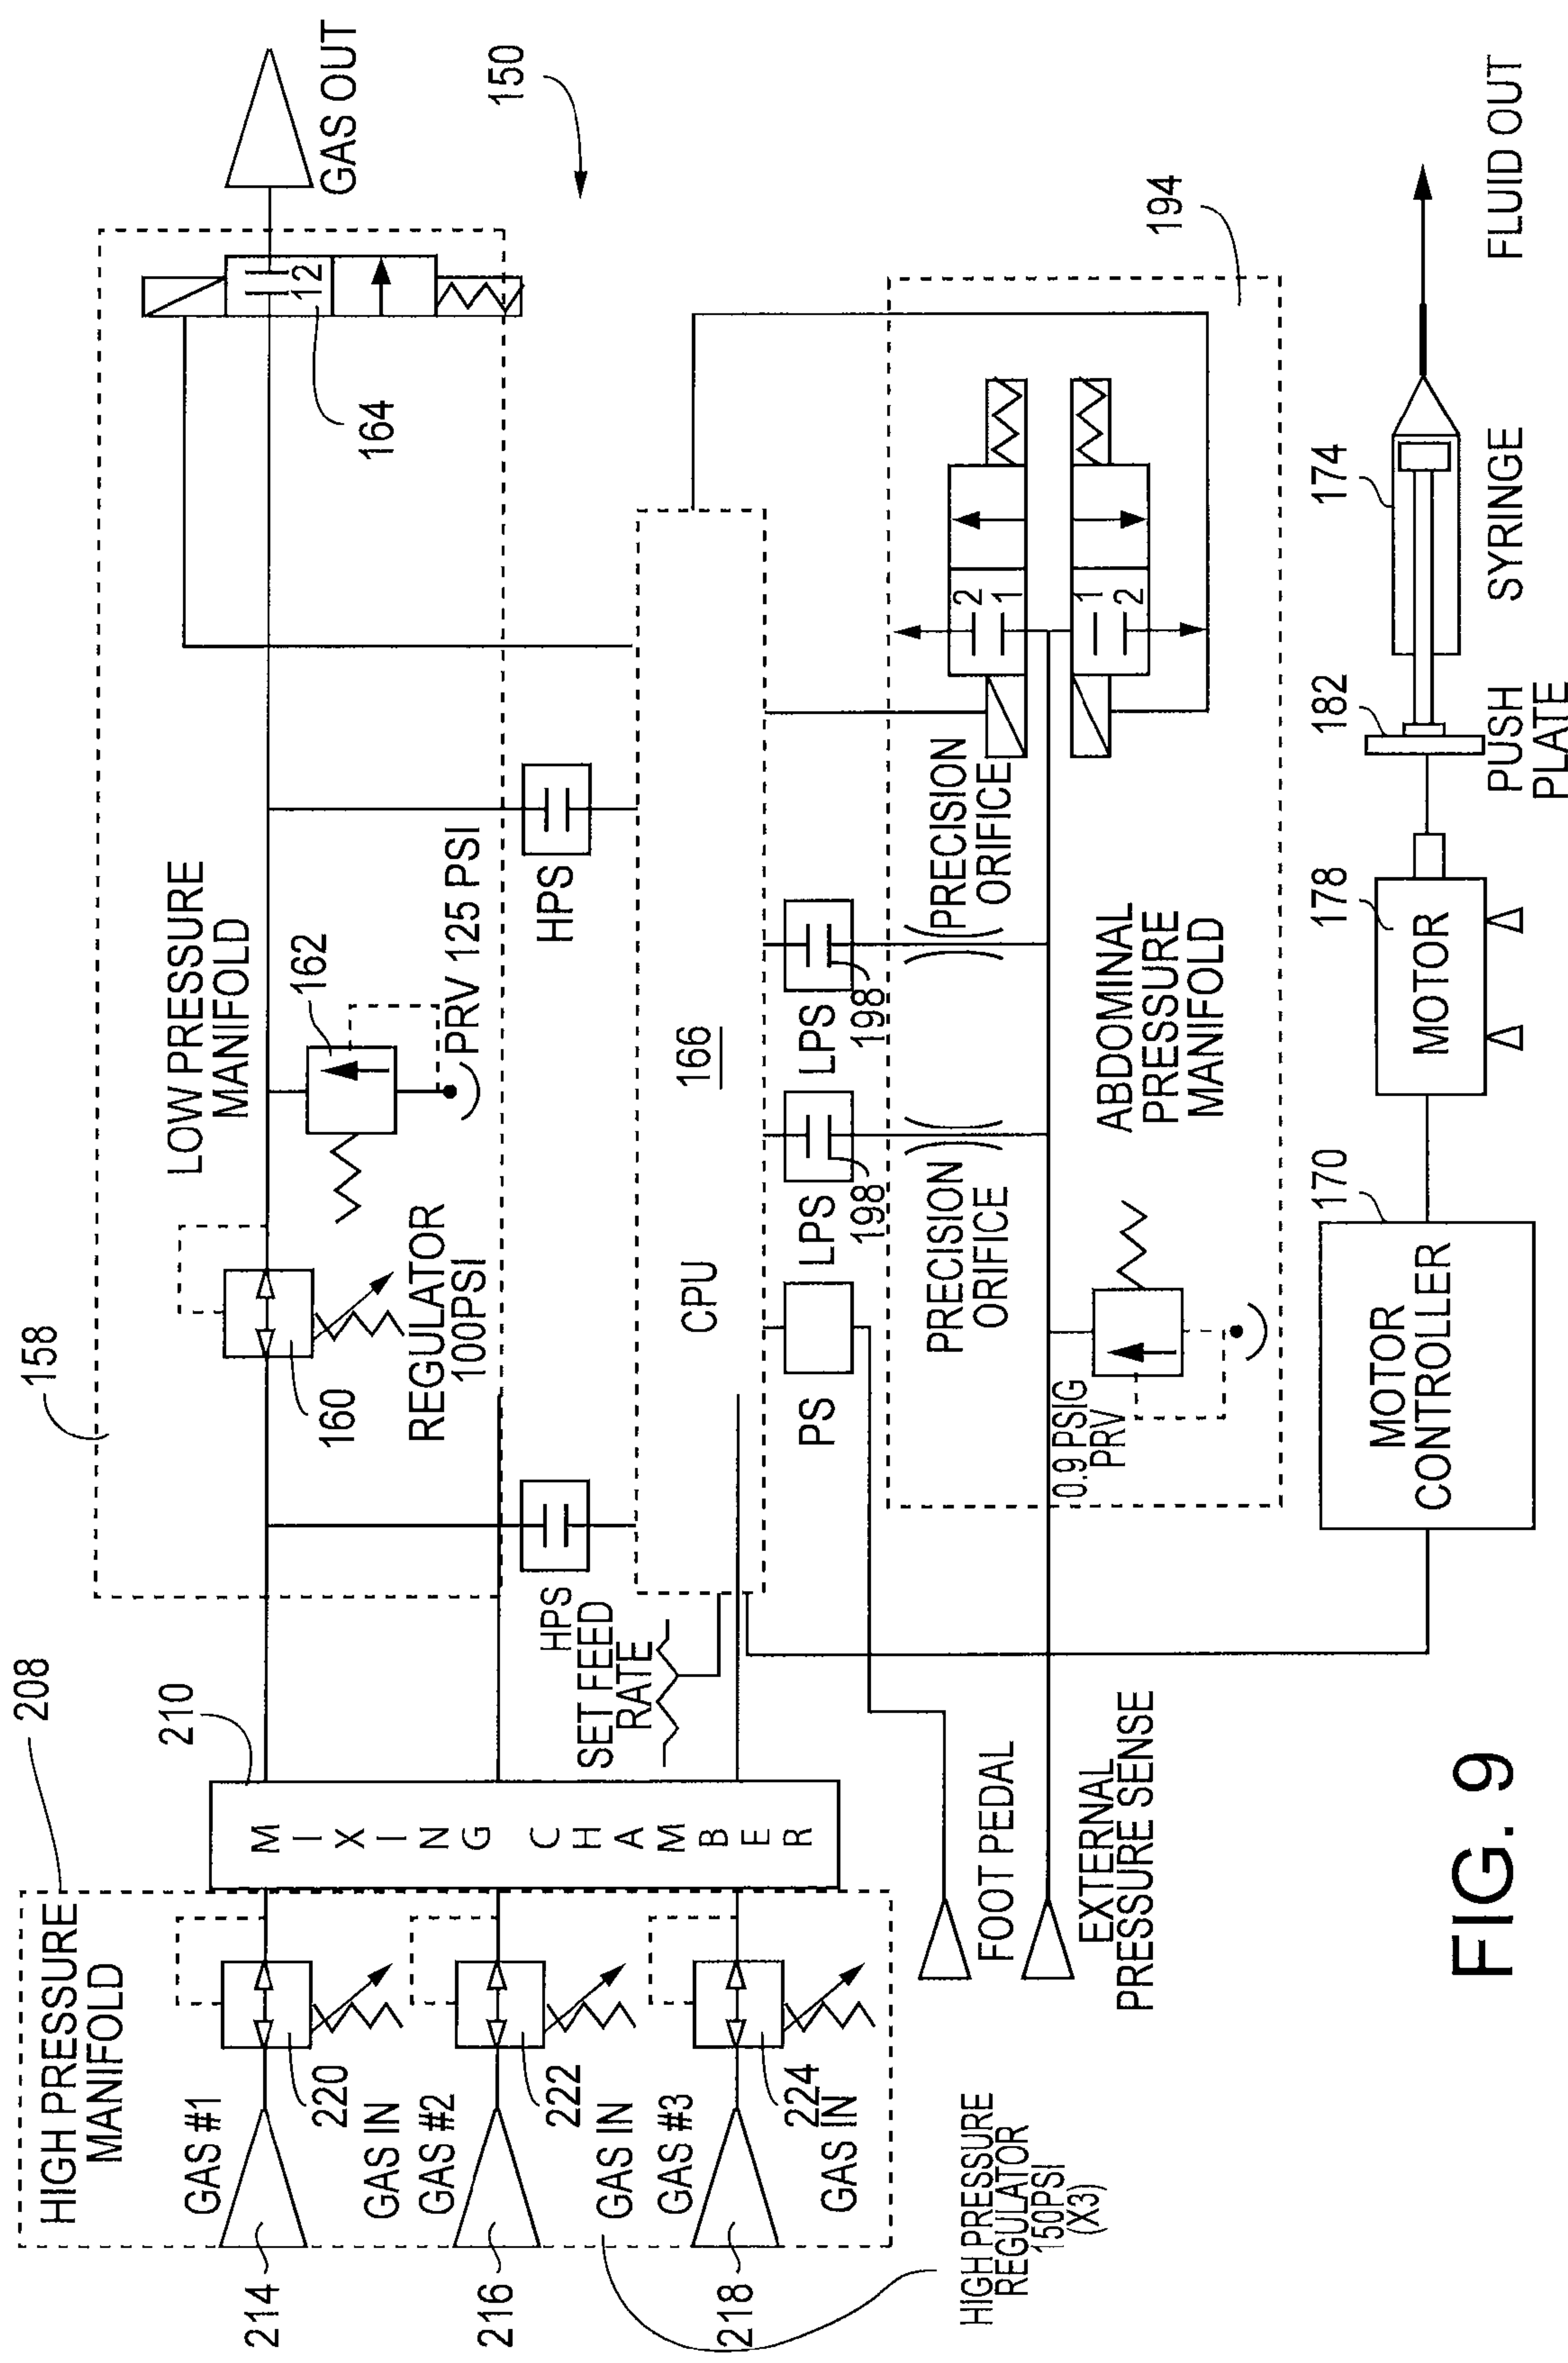 HIGH PRESSURE
MANIFOLD
208
GAS #1
214
220
GAS IN
GAS #2
216
222
GAS IN
GAS #3
218
224
GAS IN
HIGH PRESSURE
REGULATOR
150PSI
(X3)
210
MIXING CHAMBER
158
LOW PRESSURE
MANIFOLD
160
REGULATOR
100PSI
162
PRV 125 PSI
164
12
GAS OUT
150
HPS
HPS
SET FEED
RATE
CPU
166
PS
LPS
198
LPS
198
PRECISION
ORIFICE
PRECISION
ORIFICE
2
1
1
2
194
0.9 PSIG
PRV
ABDOMINAL
PRESSURE
MANIFOLD
FOOT PEDAL
EXTERNAL
PRESSURE SENSE
170
MOTOR
CONTROLLER
178
MOTOR
182
PUSH
PLATE
174
SYRINGE
FLUID OUT
FIG. 9